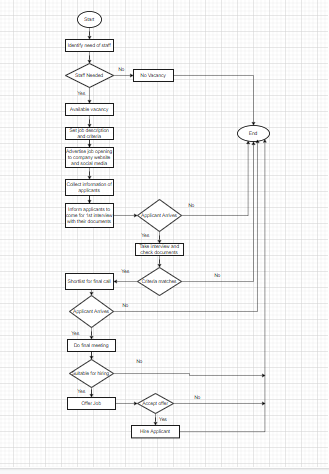 Start
Identify need of staff
Staff Needed
No
No Vacancy
Yes
Available vacancy
End
Set job description
and criteria
Advertise job opening
to company website
and social media
Collect information of
applicants
Inform applicants to
come for 1st interview
with their documents
Applicant Arrives
No
Yes
Take interview and
check documents
Criteria matches
No
Yes
Shortlist for final call
Applicant Arrives
No
Yes
Do final meeting
No
Suitable for hiring
Yes
Offer Job
Accept offer
No
Yes
Hire Applicant